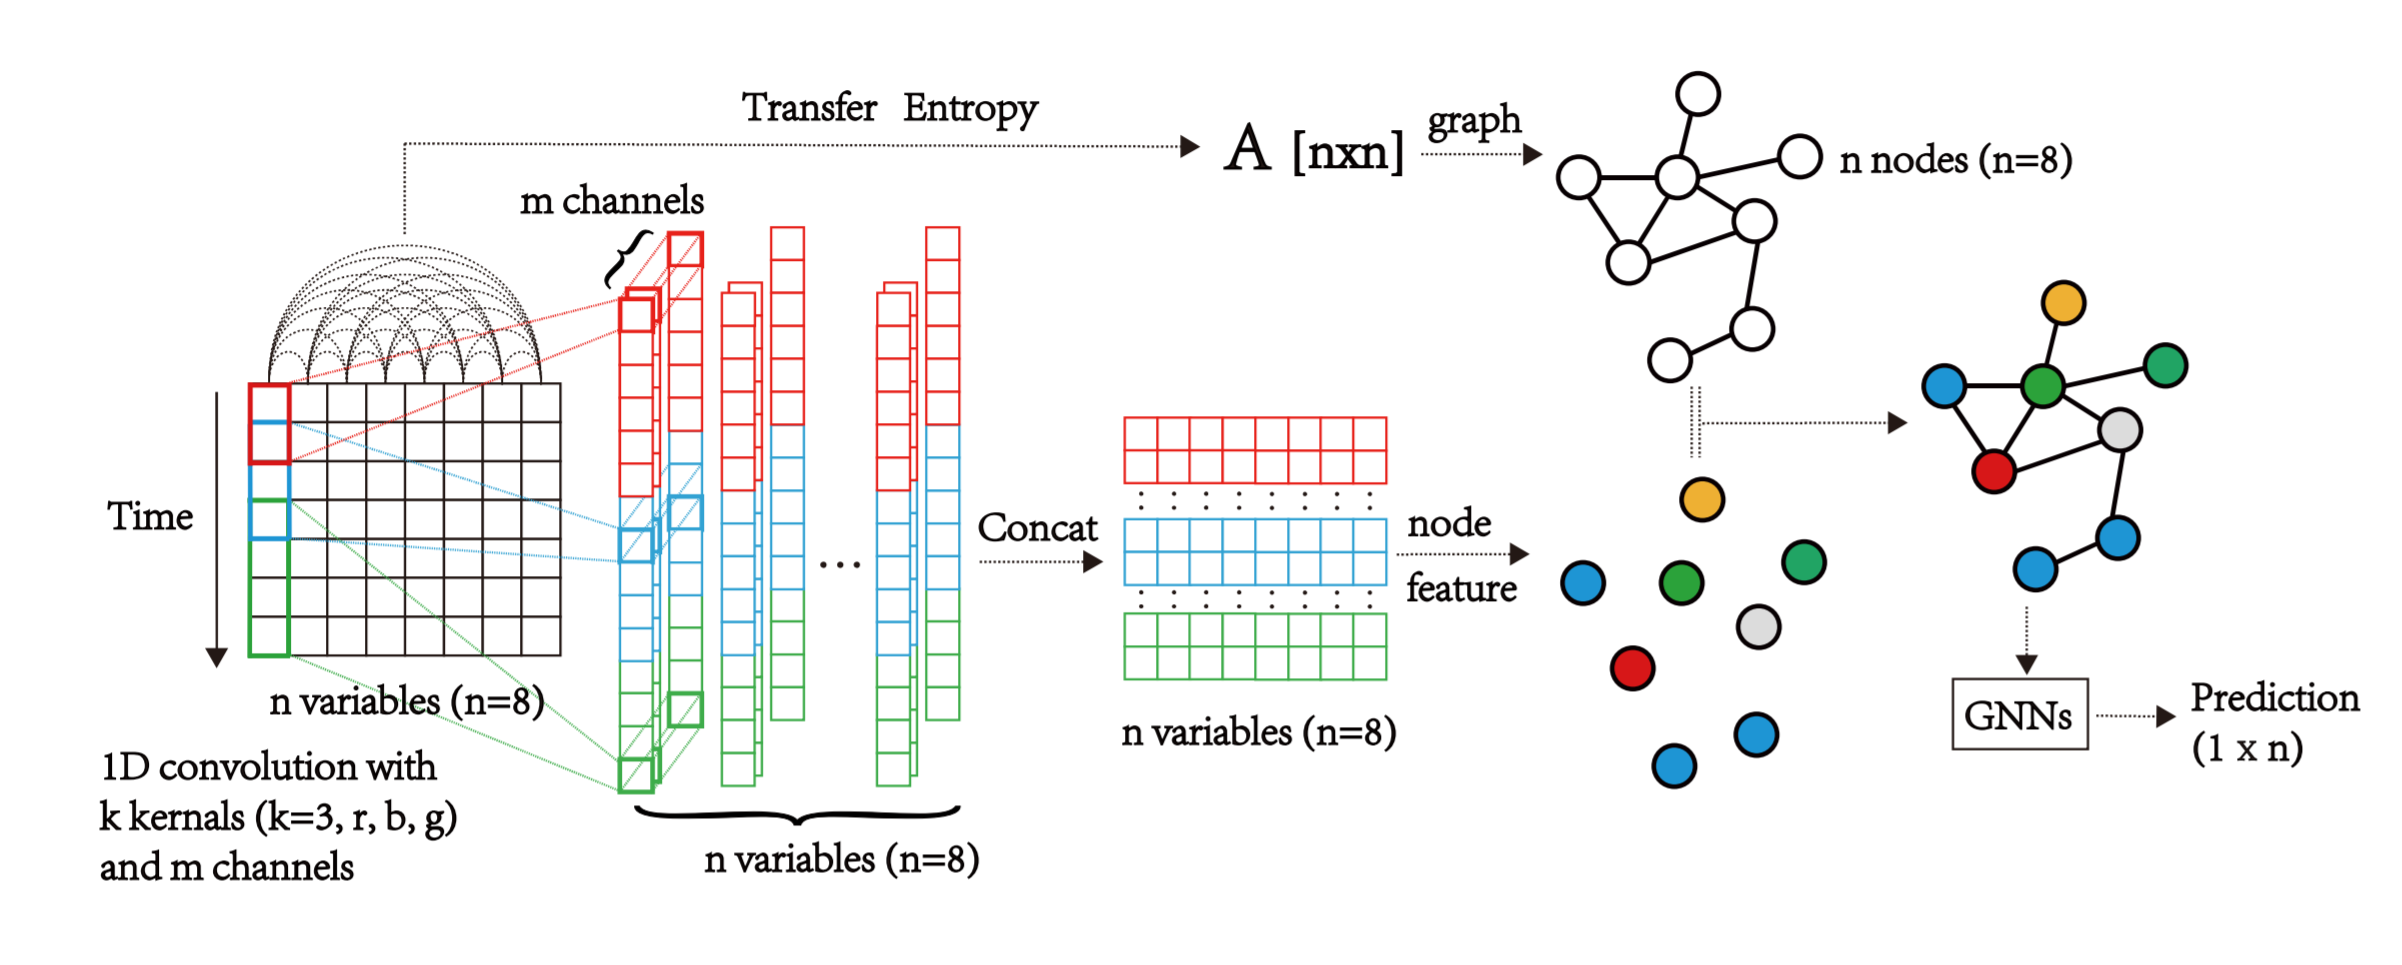 Transfer Entropy
A [nxn]
graph
n nodes (n=8)
m channels
Time
n variables (n=8)
1D convolution with
k kernals (k=3, r, b, g)
and m channels
...
n variables (n=8)
Concat
n variables (n=8)
node
feature
GNNs
Prediction
(1 x n)